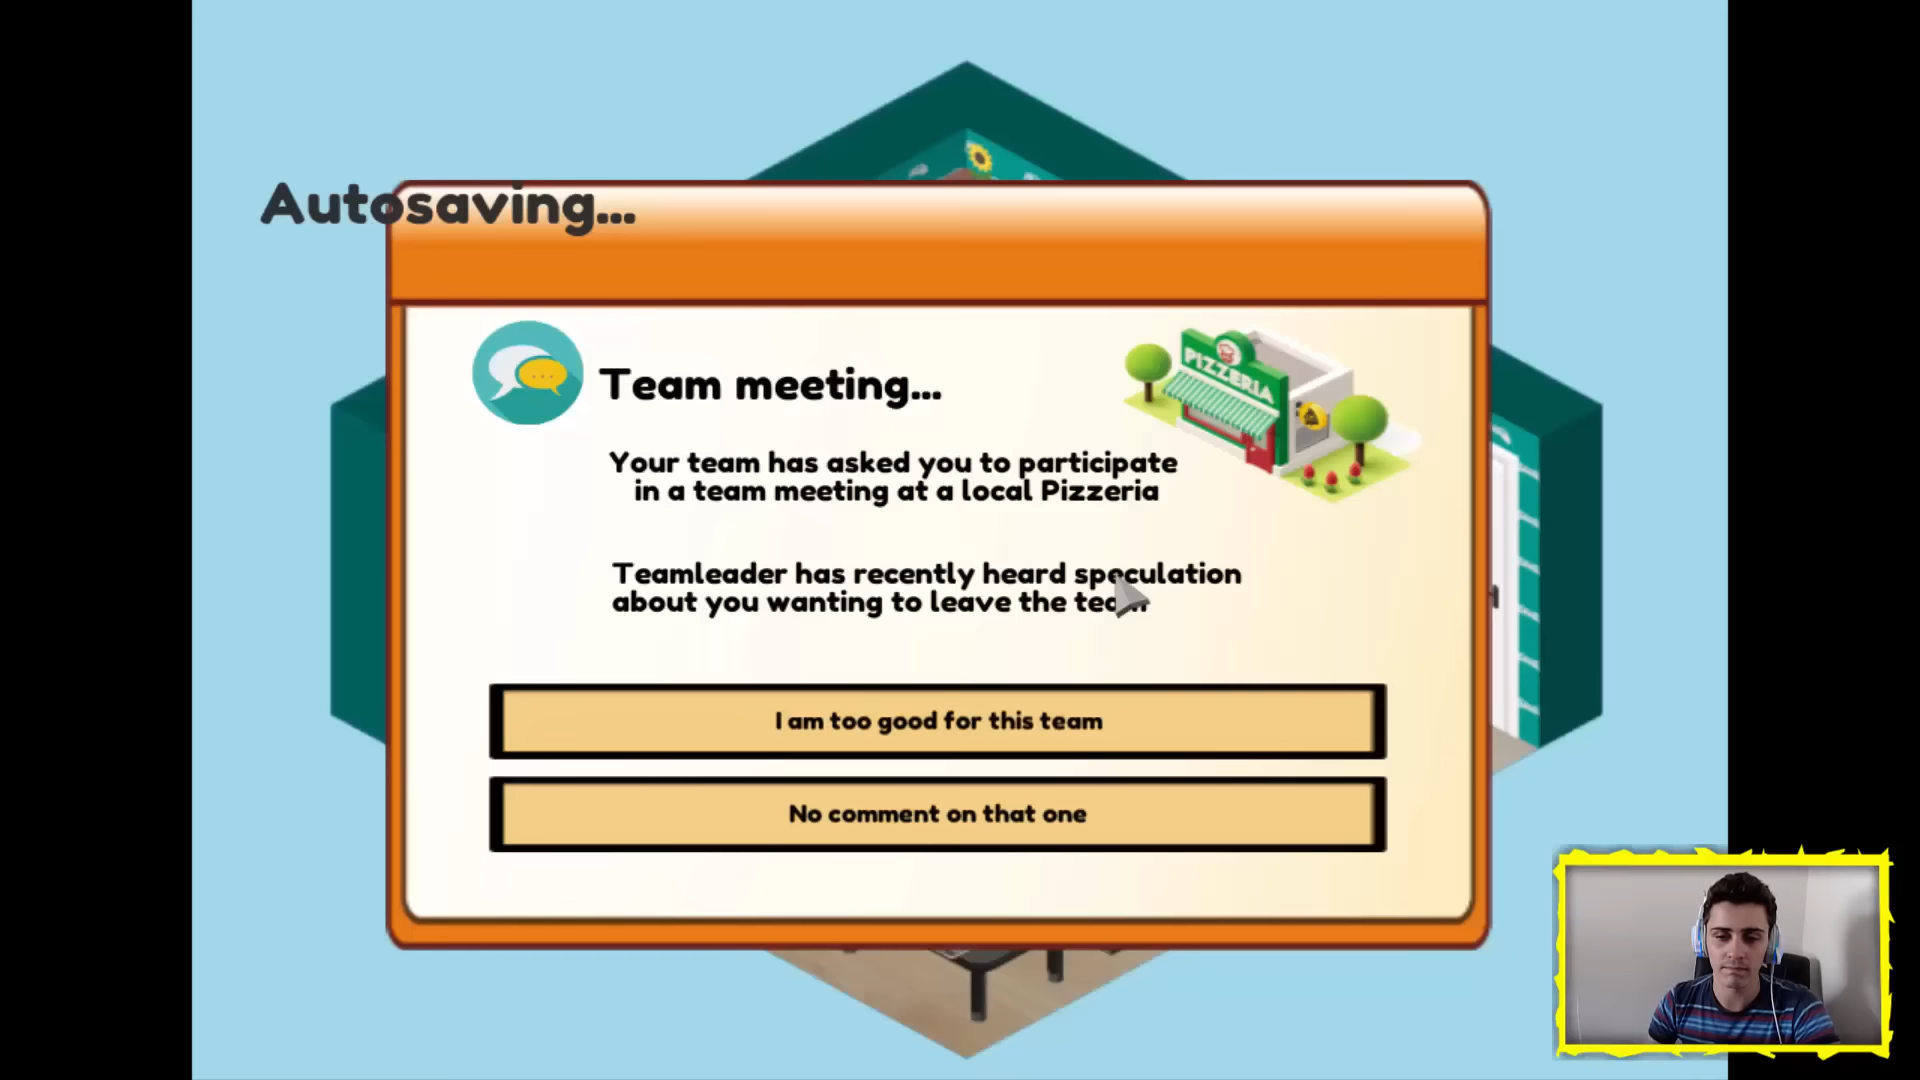 Autosaving...
PIZZERIA
Team meeting...
Your team has asked you to participate
in a team meeting at a local Pizzeria
Teamleader has recently heard speculation
about you wanting to leave the team
I am too good for this team
No comment on that one